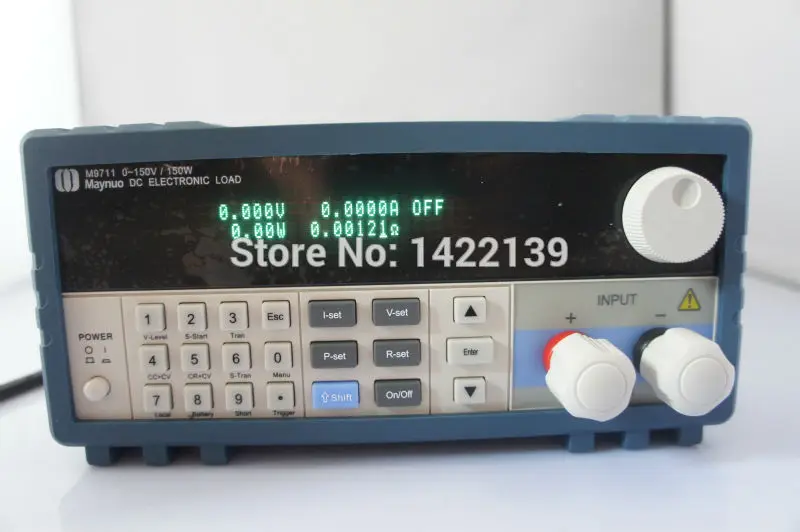 M9711 0~150V / 150W
Maynuo DC ELECTRONIC LOAD
0.000V 0.0000A OFF
0.00W 0.00121Ω
Store No: 1422139
POWER
1 2 3 Esc
V-Level S-Start Tran
4 5 6 0
CC+CV CR+CV S-Tran Menu
7 8 9 •
Local Battery Short Trigger
I-set V-set
P-set R-set
⇧Shift On/Off
▲
Enter
▼
INPUT
+ −